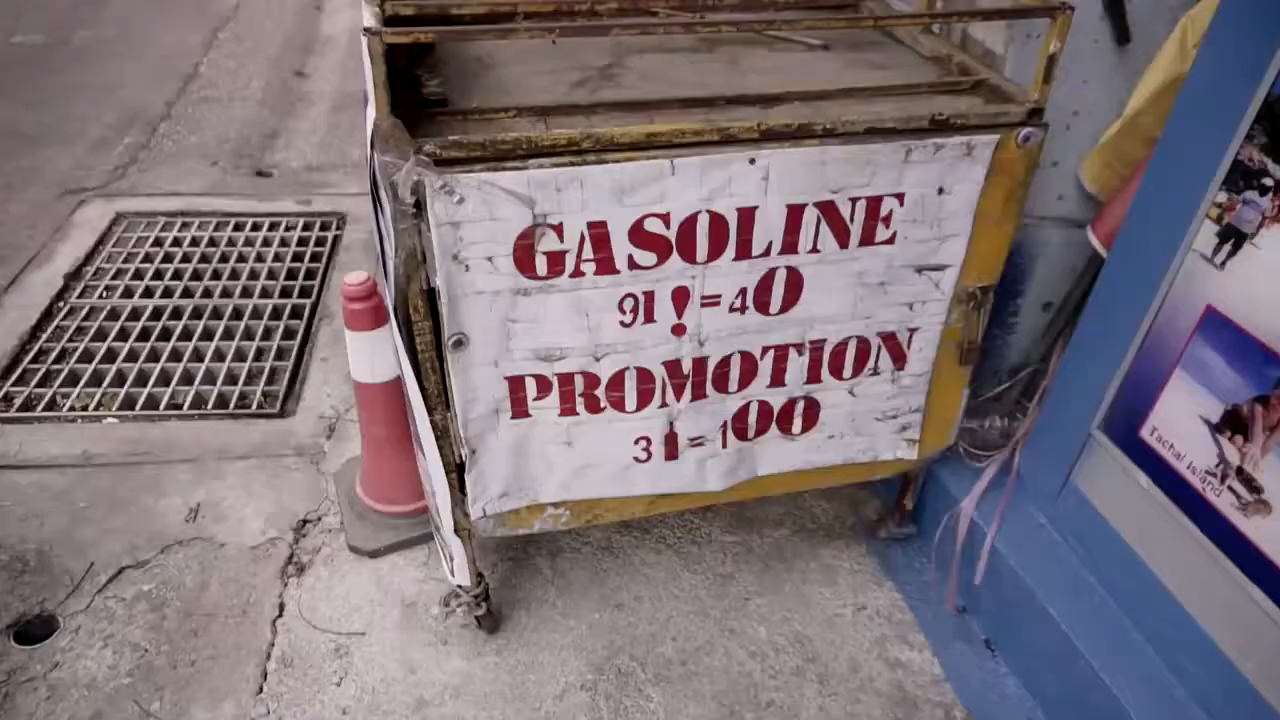 GASOLINE
91 ! = 40
PROMOTION
3 = 100
Tachai Island